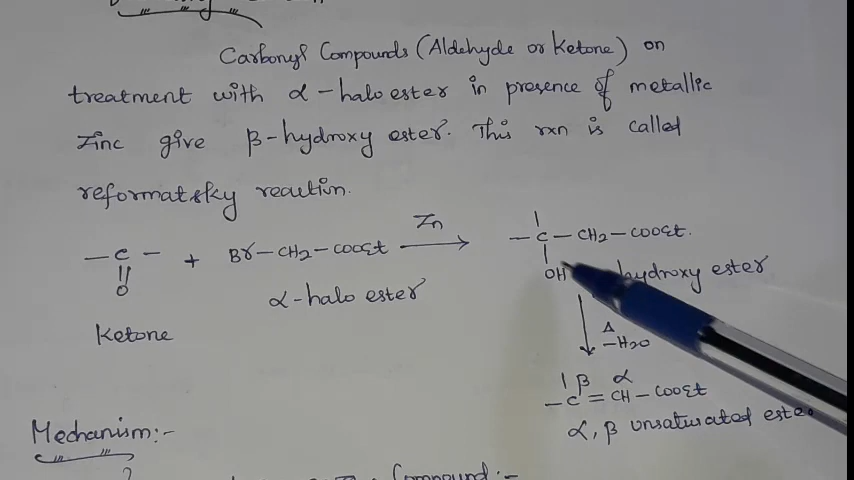 Carbonyl Compounds (Aldehyde or Ketone) on
treatment with α-halo ester in presence of metallic
Zinc give β-hydroxy ester. This rxn is called
reformatsky reaction.
— C — + Br—CH2—COOEt Zn → — C — CH2—COOEt.
O
OH hydroxy ester
α-halo ester
Ketone
Δ
—H2O
β α
— C = CH — COOEt
α, β unsaturated ester
Mechanism:-
Compound:-